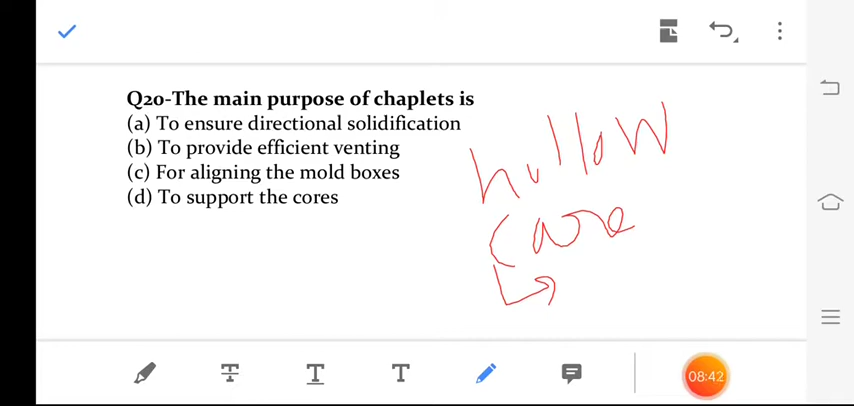 Q20-The main purpose of chaplets is
(a) To ensure directional solidification
(b) To provide efficient venting
(c) For aligning the mold boxes
(d) To support the cores
hollow
core
T
T
T
08:42